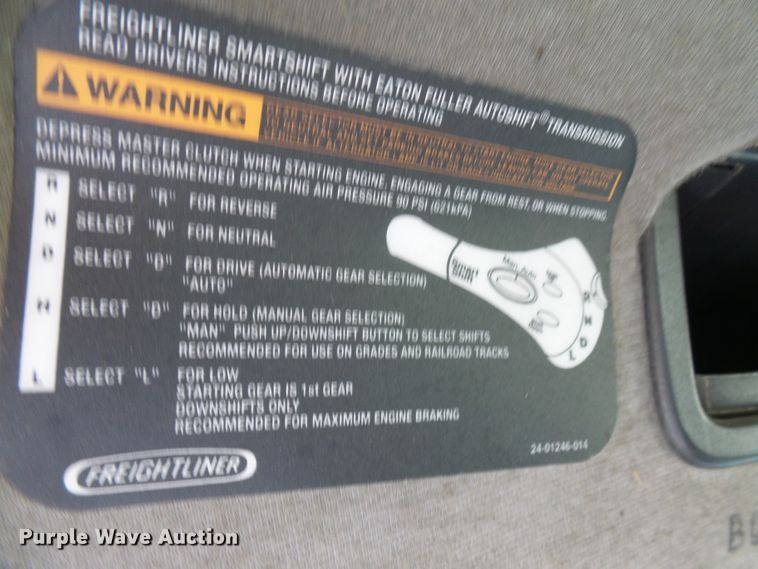 FREIGHTLINER SMARTSHIFT WITH EATON FULLER AUTOSHIFT® TRANSMISSION
READ DRIVERS INSTRUCTIONS BEFORE OPERATING
WARNING
DEPRESS MASTER CLUTCH WHEN STARTING ENGINE, ENGAGING A GEAR FROM REST, OR WHEN STOPPING
MINIMUM RECOMMENDED OPERATING AIR PRESSURE 90 PSI (621kPA)
R SELECT "R" FOR REVERSE
N SELECT "N" FOR NEUTRAL
D SELECT "D" FOR DRIVE (AUTOMATIC GEAR SELECTION)
"AUTO"
H SELECT "D" FOR HOLD (MANUAL GEAR SELECTION)
"MAN" PUSH UP/DOWNSHIFT BUTTON TO SELECT SHIFTS
RECOMMENDED FOR USE ON GRADES AND RAILROAD TRACKS
L SELECT "L" FOR LOW
STARTING GEAR IS 1st GEAR
DOWNSHIFTS ONLY
RECOMMENDED FOR MAXIMUM ENGINE BRAKING
Man Auto
R
N
D
L
24-01246-014
FREIGHTLINER
Purple Wave Auction